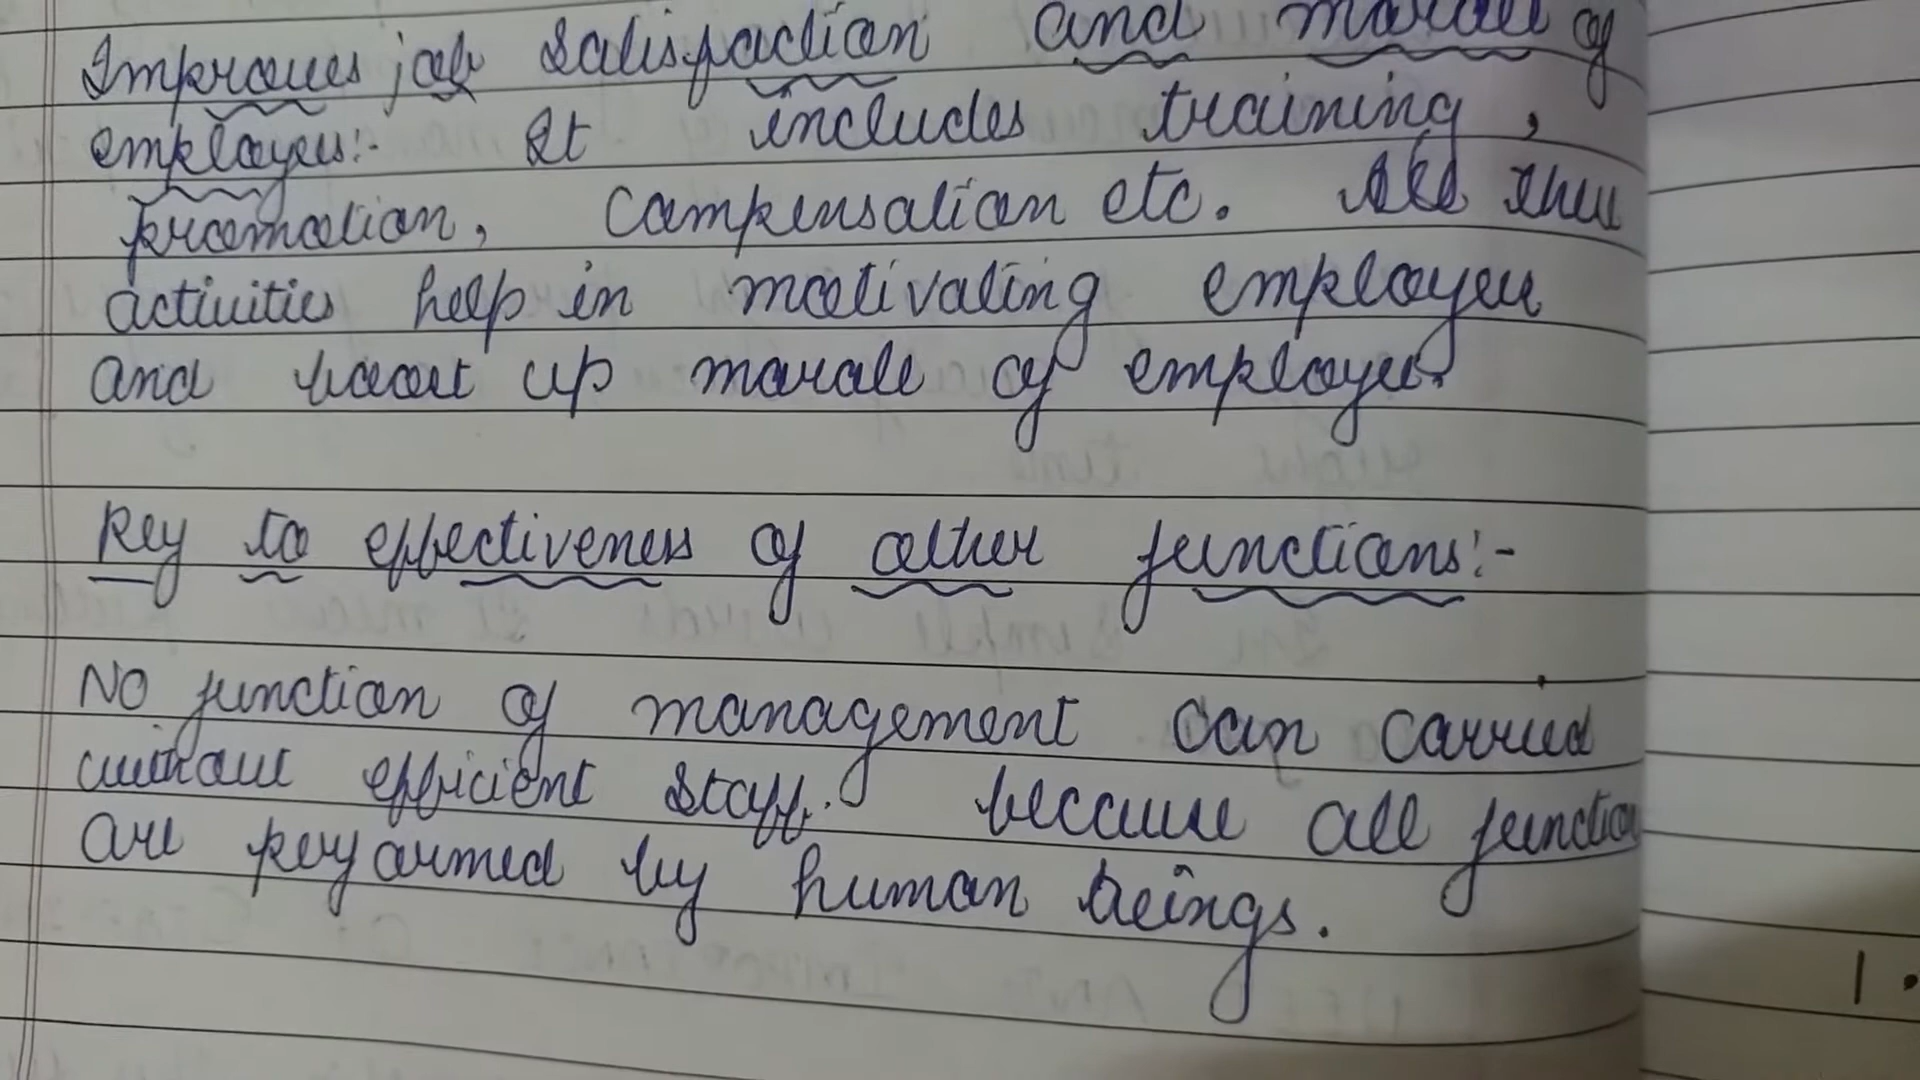 Improves job satisfaction and morale of
employees:- It includes training,
promotion, compensation etc. All these
activities help in motivating employees
and boost up morale of employees.
Key to effectiveness of other functions:-
No function of management can carried
without efficient staff. because all function
are performed by human beings.
1.